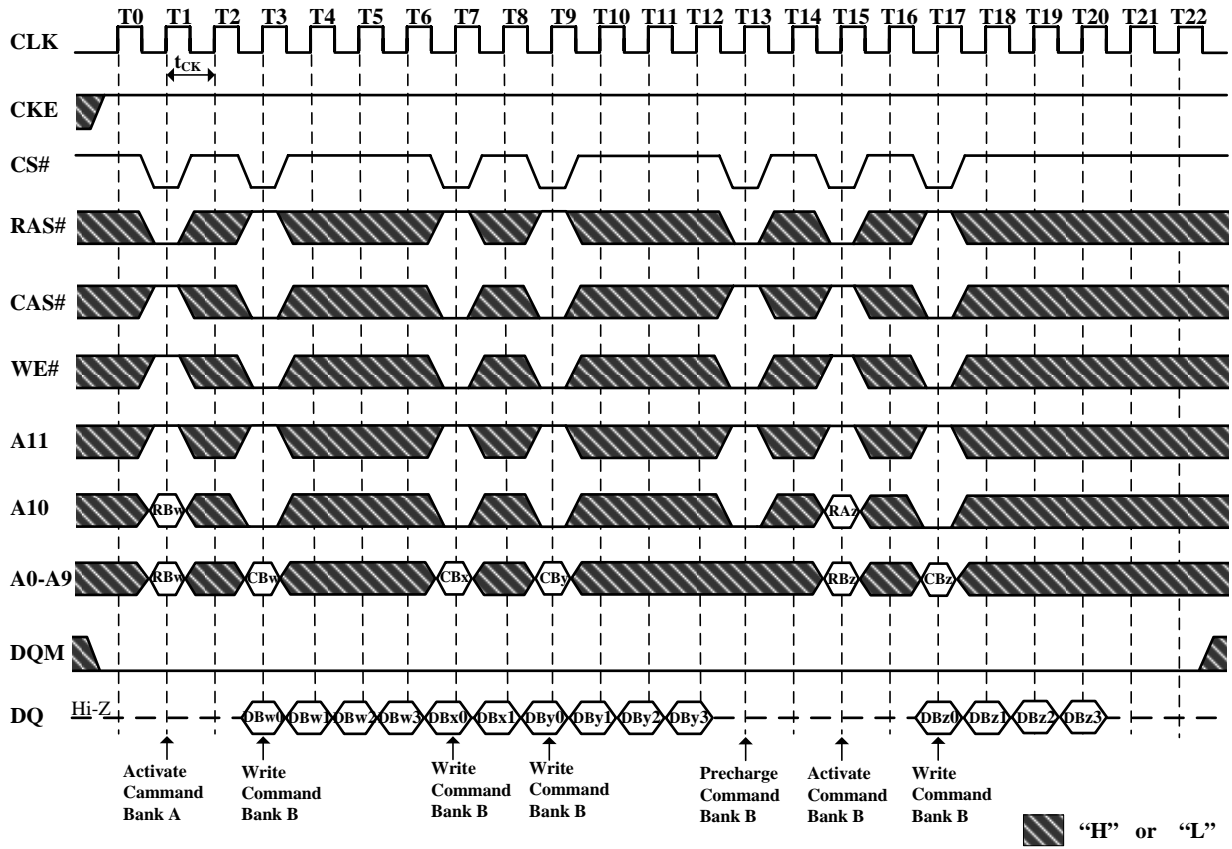 T0 T1 T2 T3 T4 T5 T6 T7 T8 T9 T10 T11 T12 T13 T14 T15 T16 T17 T18 T19 T20 T21 T22
CLK
tCK
CKE
CS#
RAS#
CAS#
WE#
A11
A10 RBw RAz
A0-A9 RBw CBw CBx CBy RBz CBz
DQM
DQ Hi-Z DBw0 DBw1 DBw2 DBw3 DBx0 DBx1 DBy0 DBy1 DBy2 DBy3 DBz0 DBz1 DBz2 DBz3
Activate
Cammand
Bank A
Write
Command
Bank B
Write
Command
Bank B
Write
Command
Bank B
Precharge
Command
Bank B
Activate
Command
Bank B
Write
Command
Bank B
“H” or “L”